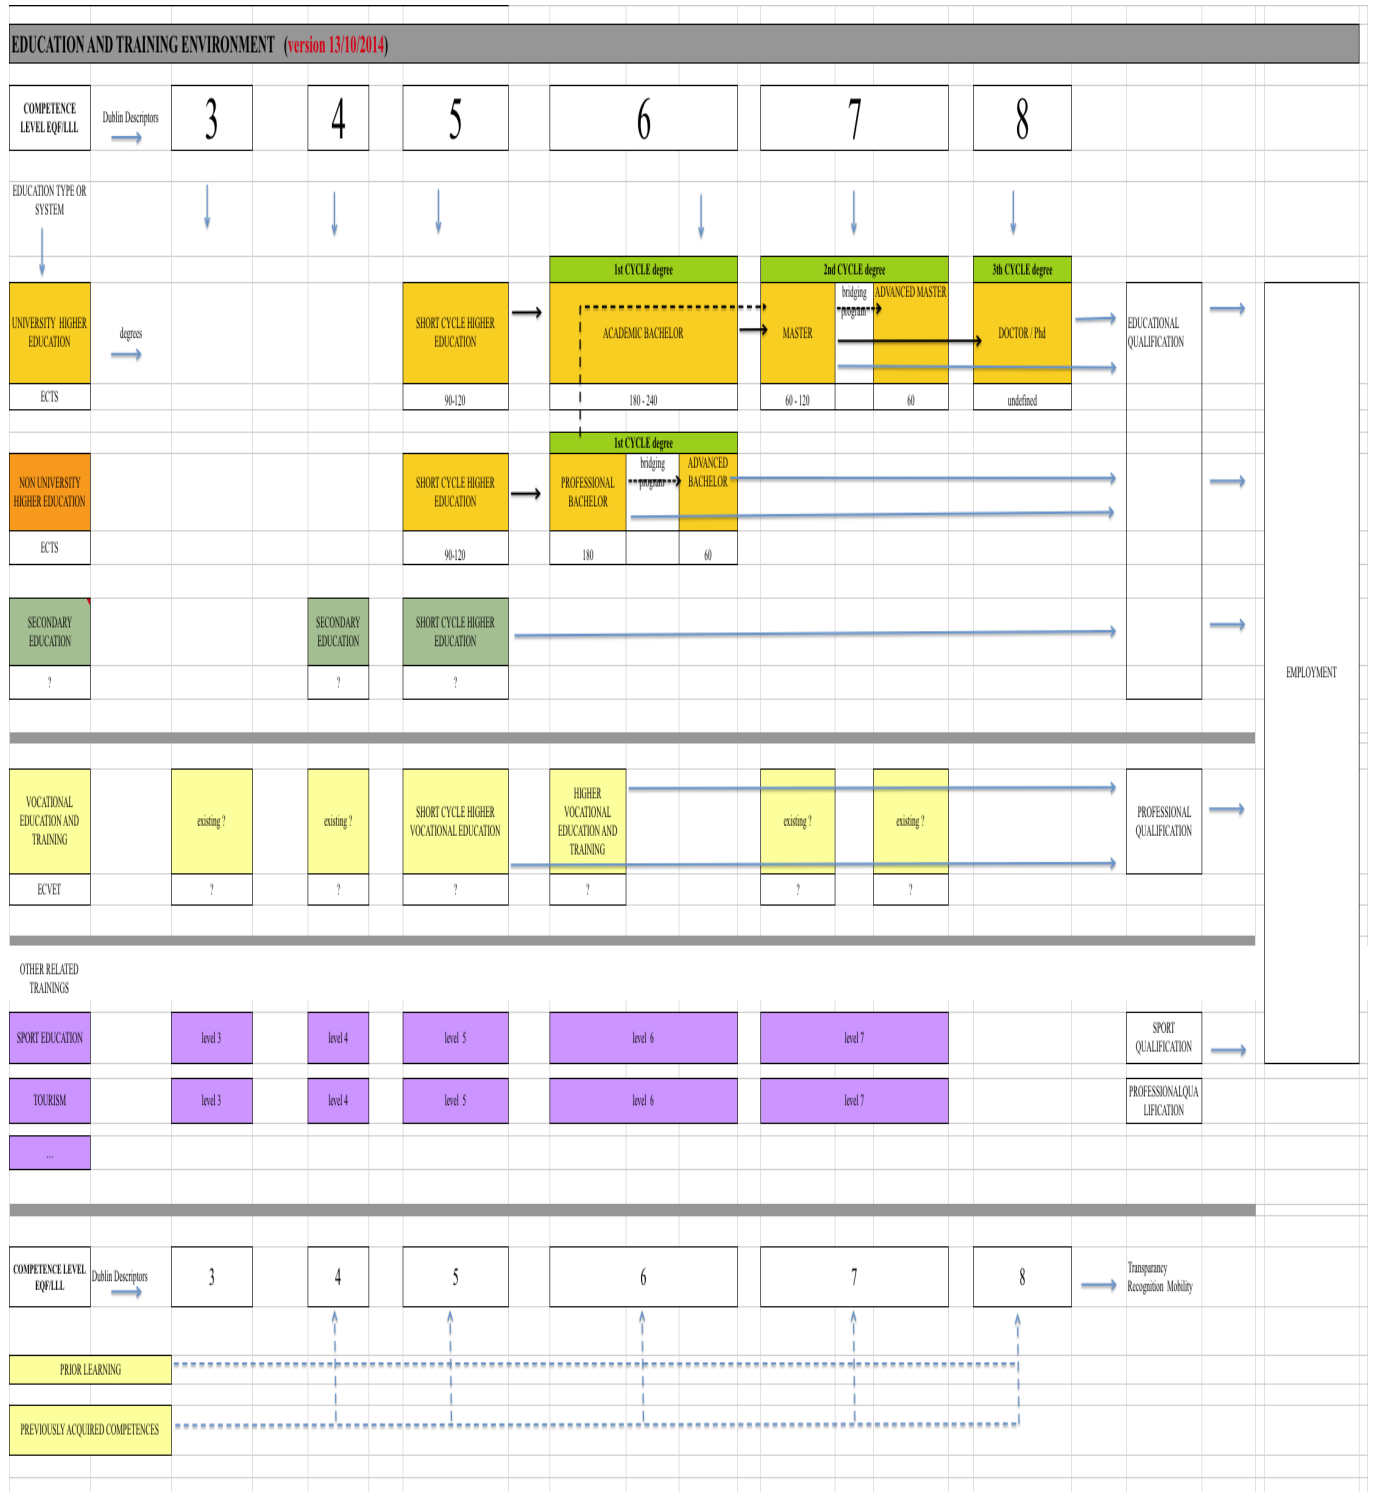 EDUCATION AND TRAINING ENVIRONMENT (version 13/10/2014)
COMPETENCE
LEVEL EQF/LLL
Dubin Descriptors
3
4
5
6
7
8
EDUCATION TYPE OR
SYSTEM
1st CYCLE degree
2nd CYCLE degree
3th CYCLE degree
UNIVERSITY HIGHER
EDUCATION
degrees
SHORT CYCLE HIGHER
EDUCATION
ACADEMIC BACHELOR
MASTER
bridging
program
ADVANCED MASTER
DOCTOR / Phd
EDUCATIONAL
QUALIFICATION
ECTS
90-120
180 - 240
60 - 120
60
undefined
1st CYCLE degree
NON UNIVERSITY
HIGHER EDUCATION
SHORT CYCLE HIGHER
EDUCATION
PROFESSIONAL
BACHELOR
bridging
program
ADVANCED
BACHELOR
ECTS
90-120
180
60
SECONDARY
EDUCATION
SECONDARY
EDUCATION
SHORT CYCLE HIGHER
EDUCATION
?
?
?
EMPLOYMENT
VOCATIONAL
EDUCATION AND
TRAINING
existing ?
existing ?
SHORT CYCLE HIGHER
VOCATIONAL EDUCATION
HIGHER
VOCATIONAL
EDUCATION AND
TRAINING
existing ?
existing ?
PROFESSIONAL
QUALIFICATION
ECVET
?
?
?
?
?
?
OTHER RELATED
TRAININGS
SPORT EDUCATION
level 3
level 4
level 5
level 6
level 7
SPORT
QUALIFICATION
TOURISM
level 3
level 4
level 5
level 6
level 7
PROFESSIONALQUA
LIFICATION
...
COMPETENCE LEVEL
EQF/LLL
Dublin Descriptors
3
4
5
6
7
8
Transparancy
Recognition Mobility
PRIOR LEARNING
PREVIOUSLY ACQUIRED COMPETENCES